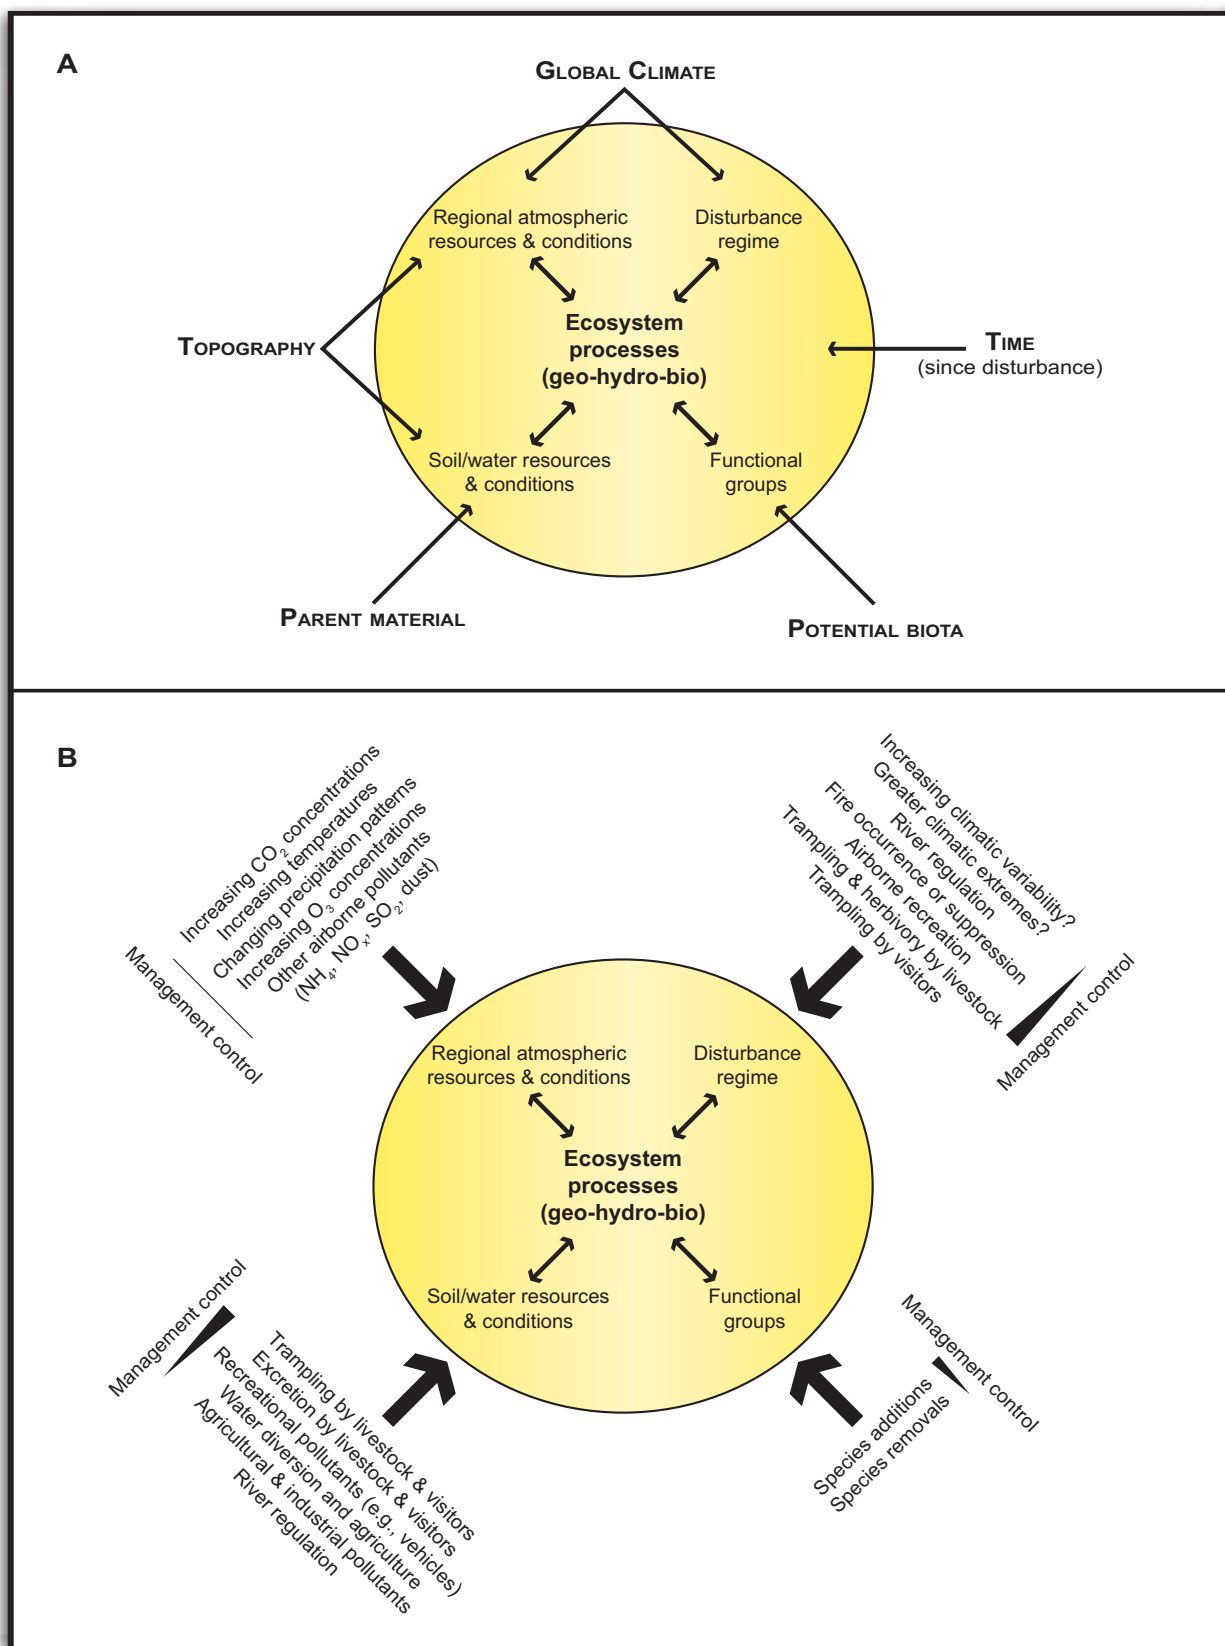 A
GLOBAL CLIMATE
Regional atmospheric
resources & conditions
Disturbance
regime
Ecosystem
processes
(geo-hydro-bio)
TOPOGRAPHY
TIME
(since disturbance)
Soil/water resources
& conditions
Functional
groups
PARENT MATERIAL
POTENTIAL BIOTA
B
Increasing CO₂ concentrations
Increasing temperatures
Changing precipitation patterns
Increasing O₃ concentrations
Other airborne pollutants
(NH₄, NOₓ, SO₂, dust)
Management control
Increasing climatic variability?
Greater climatic extremes?
River regulation
Fire occurrence or suppression
Airborne recreation
Trampling & herbivory by livestock
Trampling by visitors
Management control
Regional atmospheric
resources & conditions
Disturbance
regime
Ecosystem
processes
(geo-hydro-bio)
Soil/water resources
& conditions
Functional
groups
Management control
Trampling by livestock & visitors
Excretion by livestock & visitors
Recreational pollutants (e.g., vehicles)
Water diversion and agriculture
Agricultural & industrial pollutants
River regulation
Management control
Species additions
Species removals